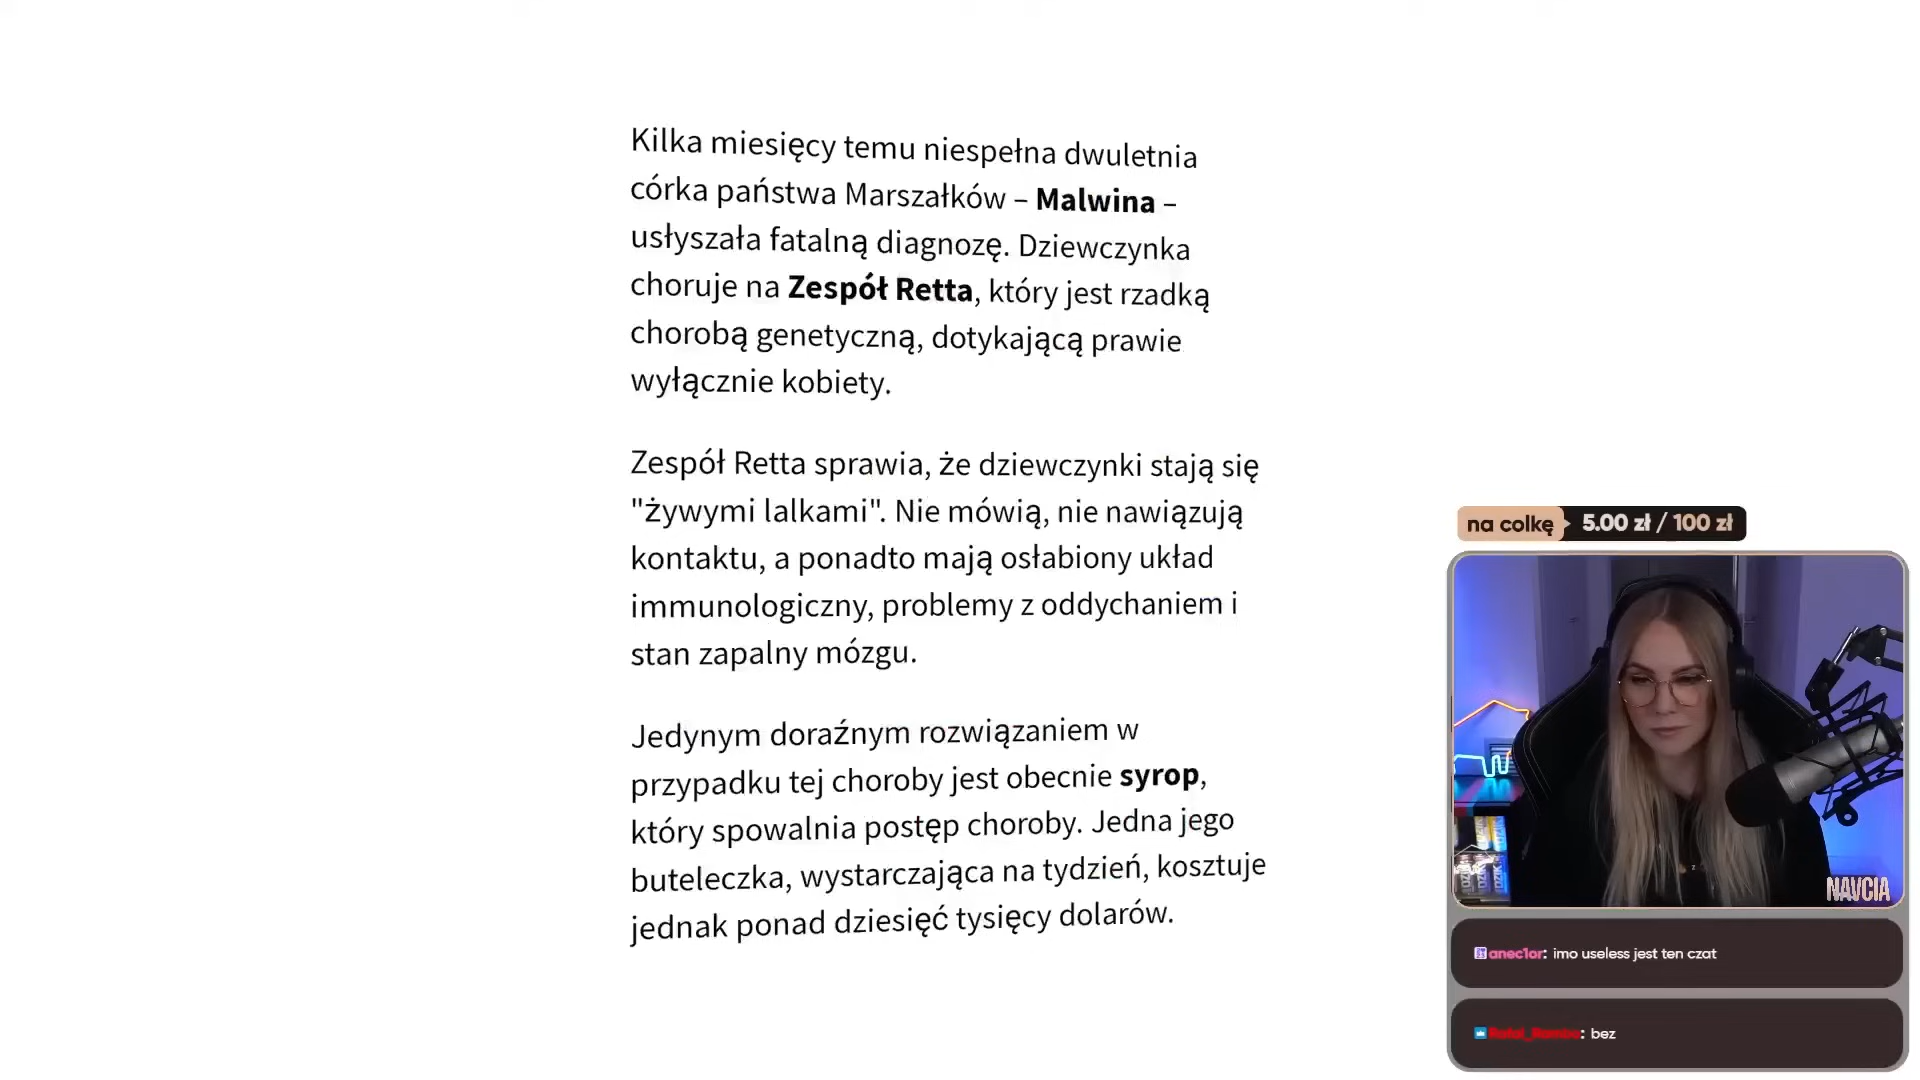 Kilka miesięcy temu niespełna dwuletnia
córka państwa Marszałków – Malwina –
usłyszała fatalną diagnozę. Dziewczynka
choruje na Zespół Retta, który jest rzadką
chorobą genetyczną, dotykającą prawie
wyłącznie kobiety.
Zespół Retta sprawia, że dziewczynki stają się
"żywymi lalkami". Nie mówią, nie nawiązują
kontaktu, a ponadto mają osłabiony układ
immunologiczny, problemy z oddychaniem i
stan zapalny mózgu.
Jedynym doraźnym rozwiązaniem w
przypadku tej choroby jest obecnie syrop,
który spowalnia postęp choroby. Jedna jego
buteleczka, wystarczająca na tydzień, kosztuje
jednak ponad dziesięć tysięcy dolarów.
na colkę 5.00 zł / 100 zł
NAVCIA
anec1or: imo useless jest ten czat
: bez